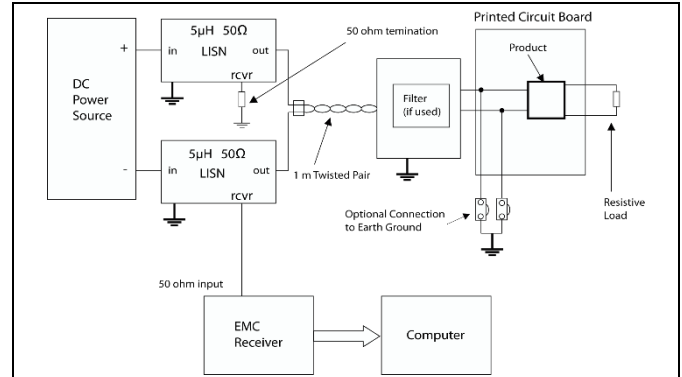 Printed Circuit Board
5µH 50Ω
50 ohm temination
Product
+
in
out
LISN
rcvr
DC
Power
Source
Filter
(if used)
5µH 50Ω
-
in
out
LISN
rcvr
1 m Twisted Pair
Optional Connection
to Earth Ground
Resistive
Load
50 ohm input
EMC
Receiver
Computer